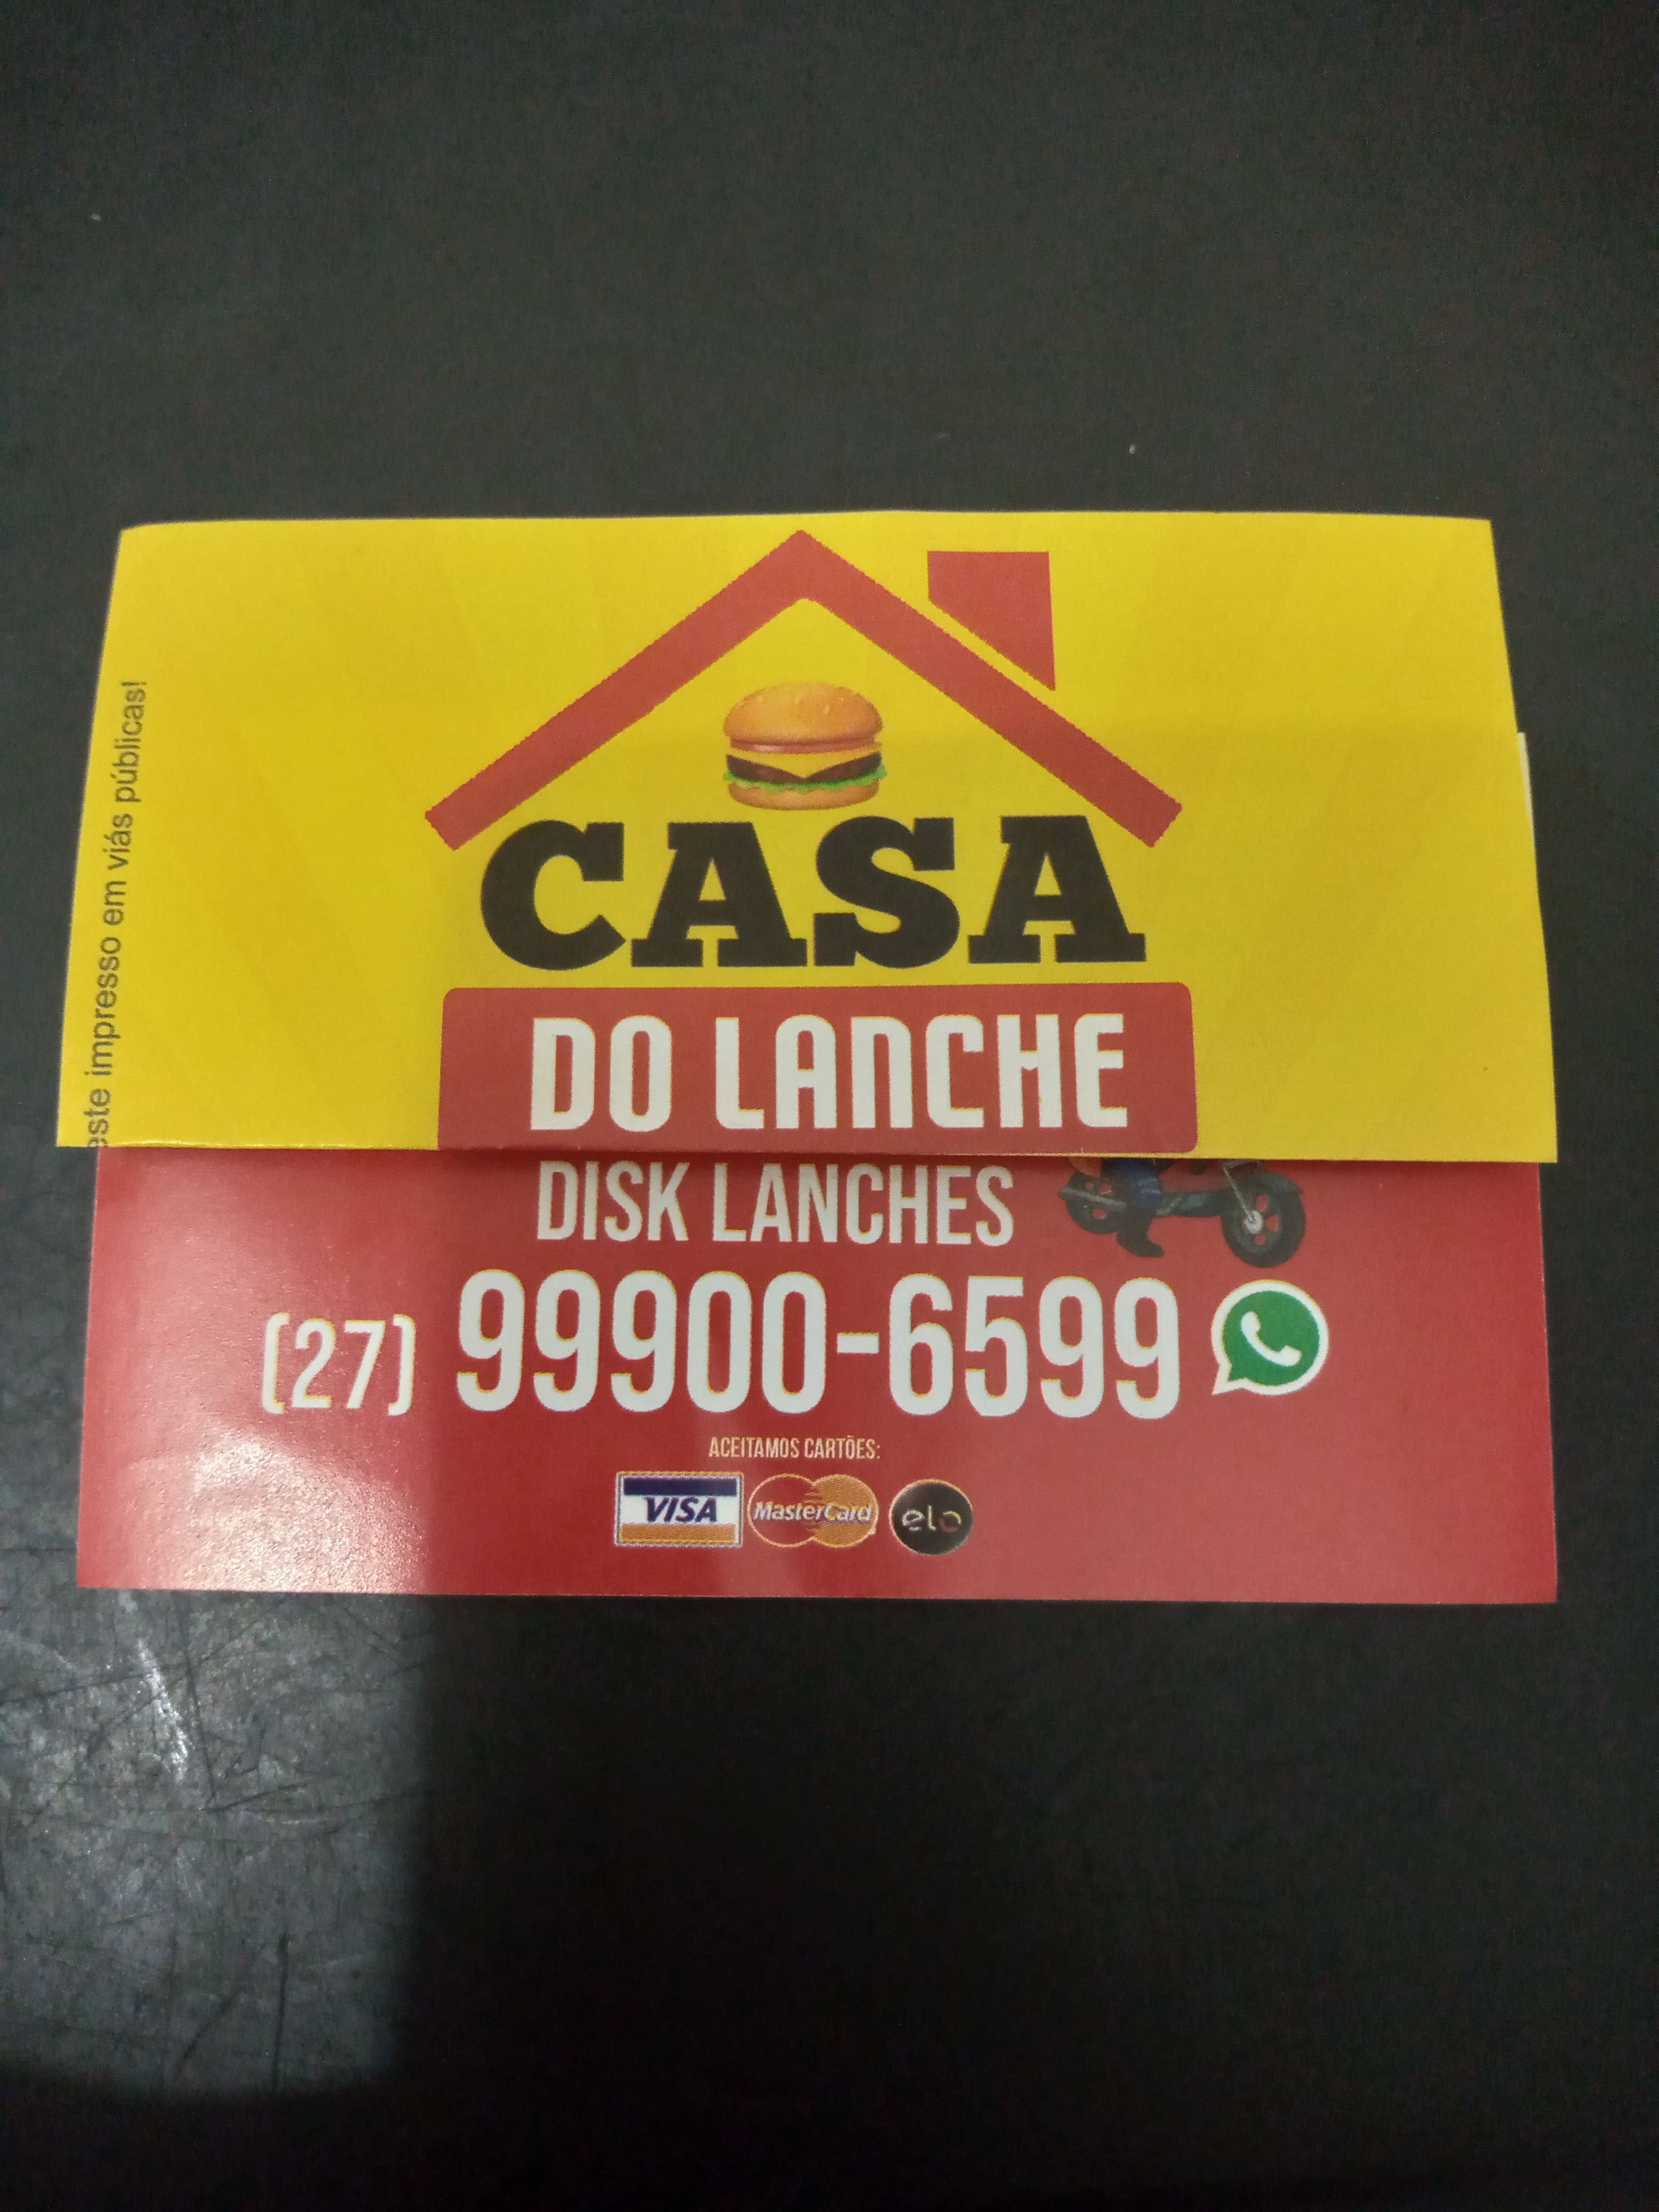 este impresso em viás públicas!
CASA
DO LANCHE
DISK LANCHES
(27) 99900-6599
ACEITAMOS CARTÕES:
VISA MasterCard elo